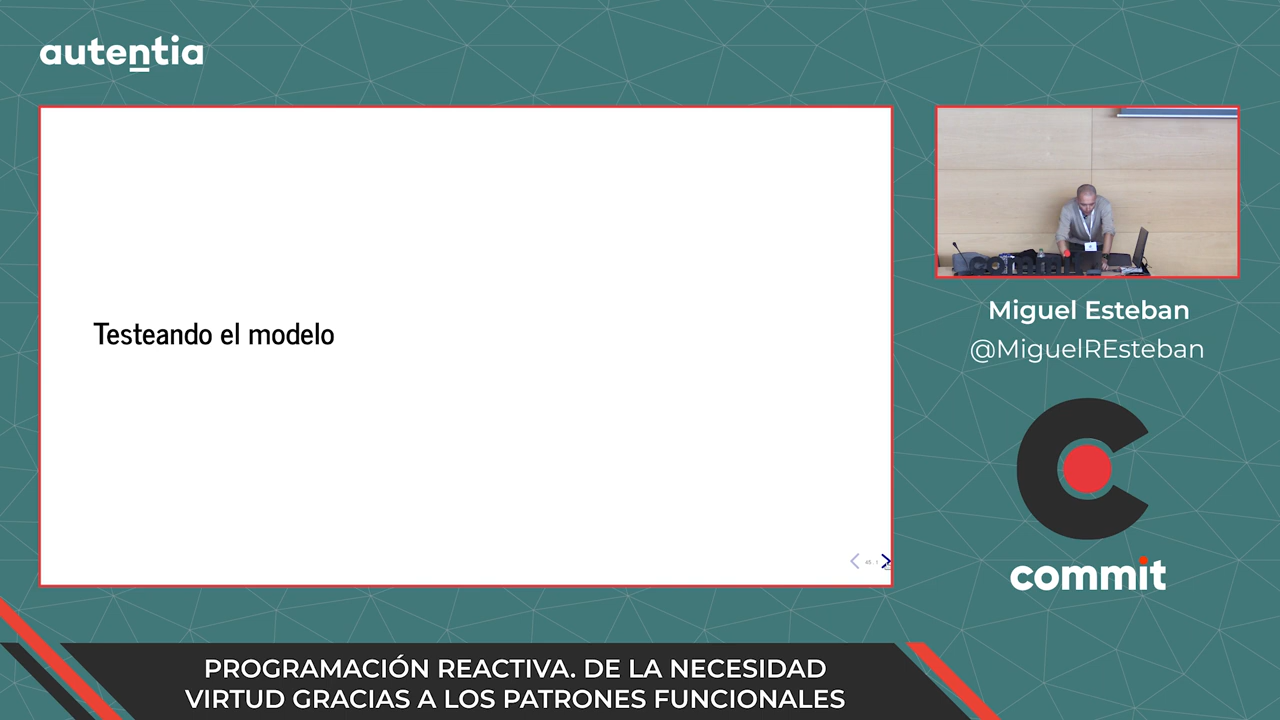 autentia
Testeando el modelo
Miguel Esteban
@MiguelREsteban
commit
PROGRAMACIÓN REACTIVA. DE LA NECESIDAD
VIRTUD GRACIAS A LOS PATRONES FUNCIONALES